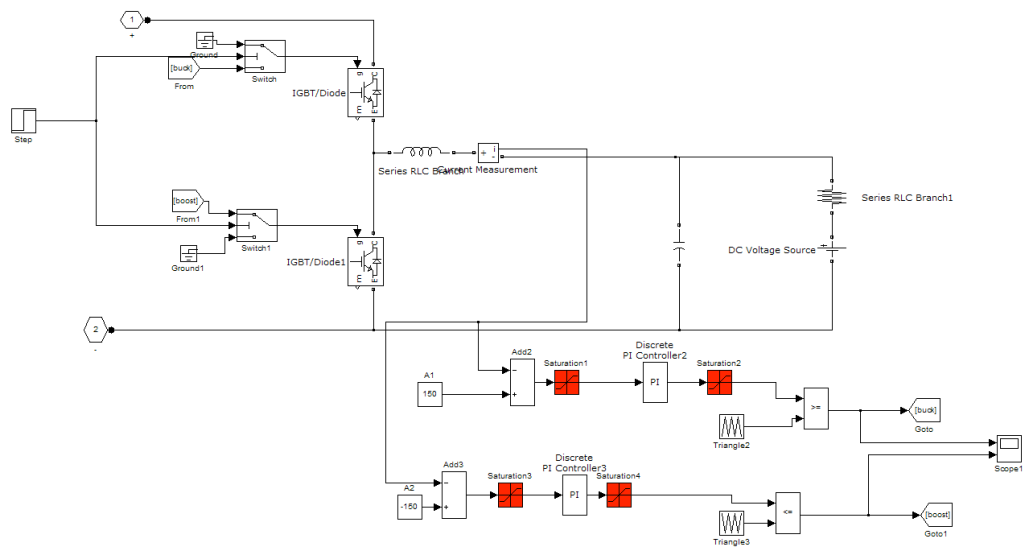 1
+
Ground
[buck]
From
Switch
g
C
m
E
IGBT/Diode
Step
Series RLC Branch
Current Measurement
+
i
-
[boost]
From1
Ground1
Switch1
g
C
m
E
IGBT/Diode1
Series RLC Branch1
DC Voltage Source
+
2
-
A1
150
Add2
−
+
Saturation1
Discrete
PI Controller2
PI
Saturation2
Triangle2
>=
[buck]
Goto
Scope1
A2
-150
Add3
−
+
Saturation3
Discrete
PI Controller3
PI
Saturation4
Triangle3
<=
[boost]
Goto1